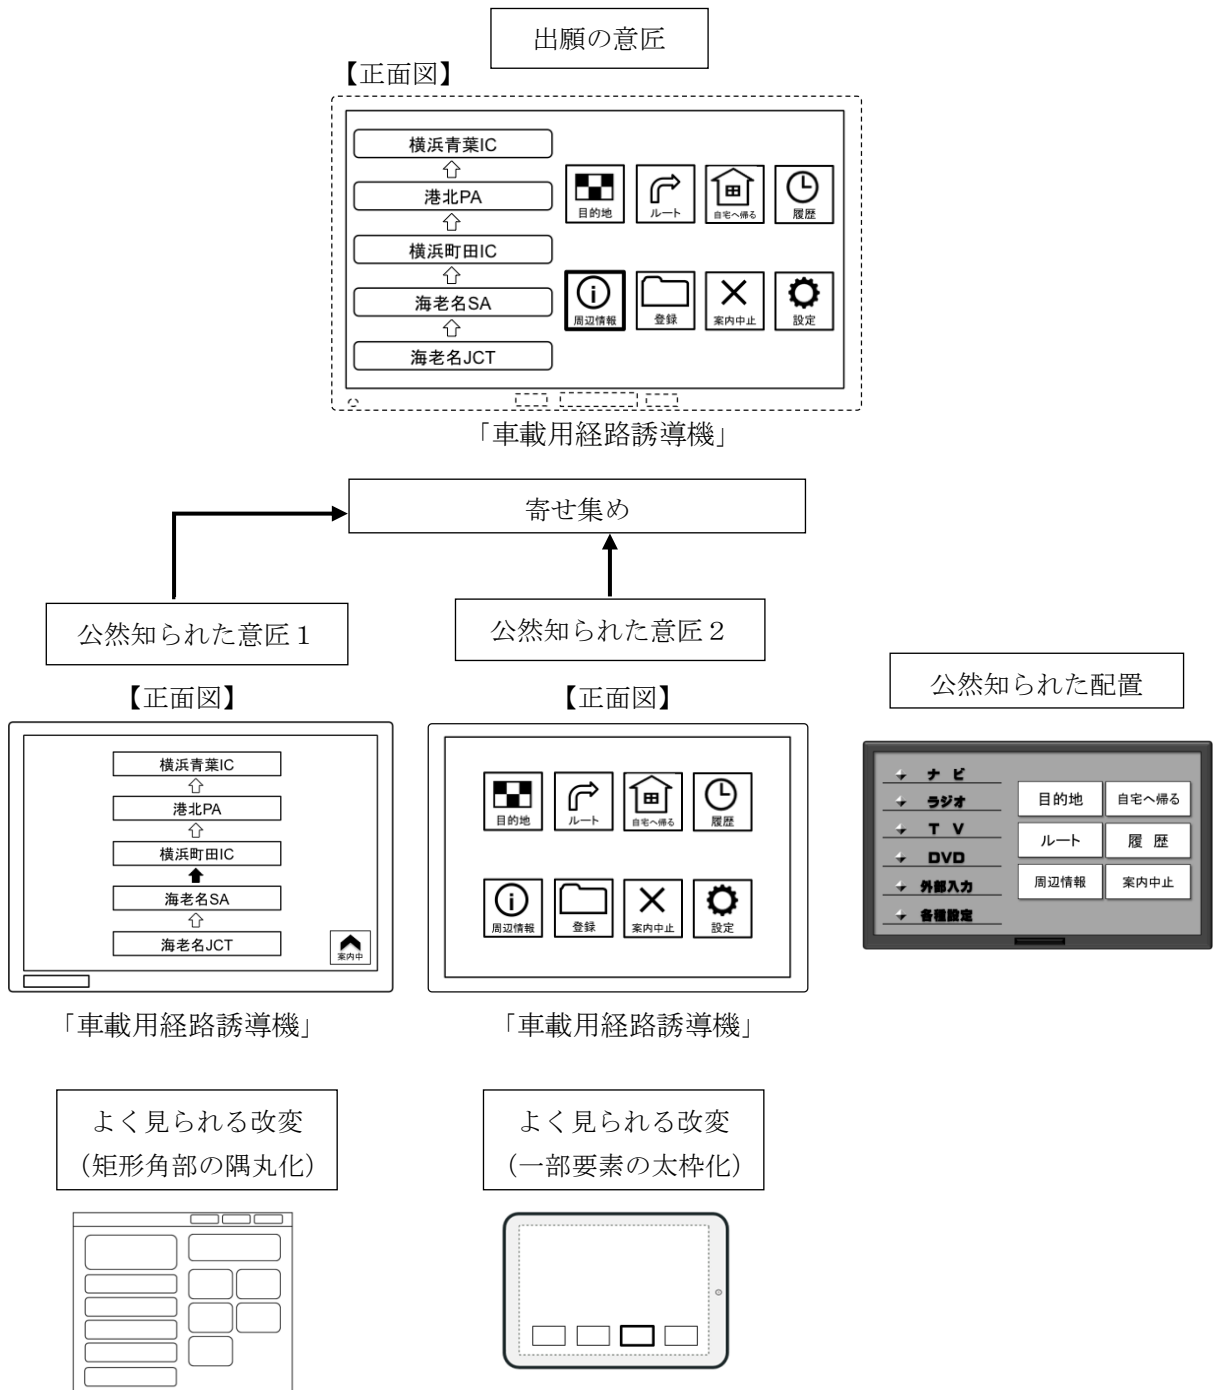 出願の意匠
【正面図】
横浜青葉IC
港北PA
横浜町田IC
海老名SA
海老名JCT
目的地
ルート
自宅へ帰る
履歴
周辺情報
登録
案内中止
設定
「車載用経路誘導機」
寄せ集め
公然知られた意匠１
公然知られた意匠２
公然知られた配置
【正面図】
横浜青葉IC
港北PA
横浜町田IC
海老名SA
海老名JCT
案内中
「車載用経路誘導機」
【正面図】
目的地
ルート
自宅へ帰る
履歴
周辺情報
登録
案内中止
設定
「車載用経路誘導機」
ナビ
ラジオ
TV
DVD
外部入力
各種設定
目的地
自宅へ帰る
ルート
履歴
周辺情報
案内中止
よく見られる改変
（矩形角部の隅丸化）
よく見られる改変
（一部要素の太枠化）